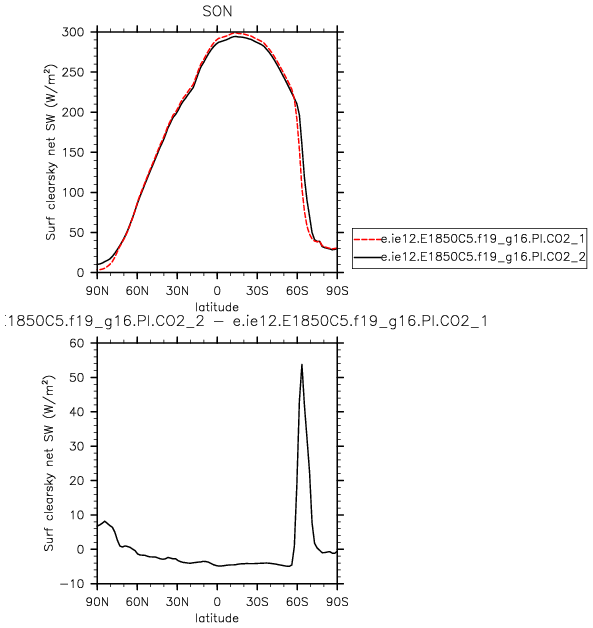 SON
Surf clearsky net SW (W/m²)
300
250
200
150
100
50
0
90N 60N 30N 0 30S 60S 90S
latitude
e.ie12.E1850C5.f19_g16.PI.CO2_1
e.ie12.E1850C5.f19_g16.PI.CO2_2
:1850C5.f19_g16.PI.CO2_2 − e.ie12.E1850C5.f19_g16.PI.CO2_1
Surf clearsky net SW (W/m²)
60
50
40
30
20
10
0
−10
90N 60N 30N 0 30S 60S 90S
latitude